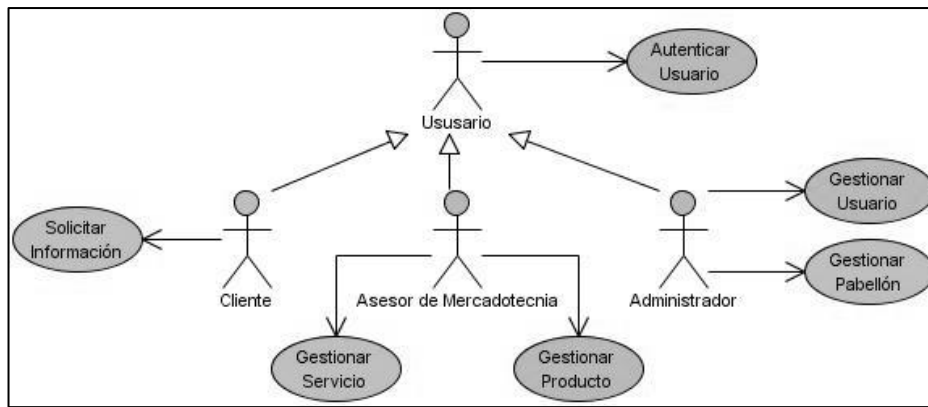 Autenticar
Usuario
Ususario
Gestionar
Usuario
Solicitar
Información
Gestionar
Pabellón
Cliente
Asesor de Mercadotecnia
Administrador
Gestionar
Servicio
Gestionar
Producto